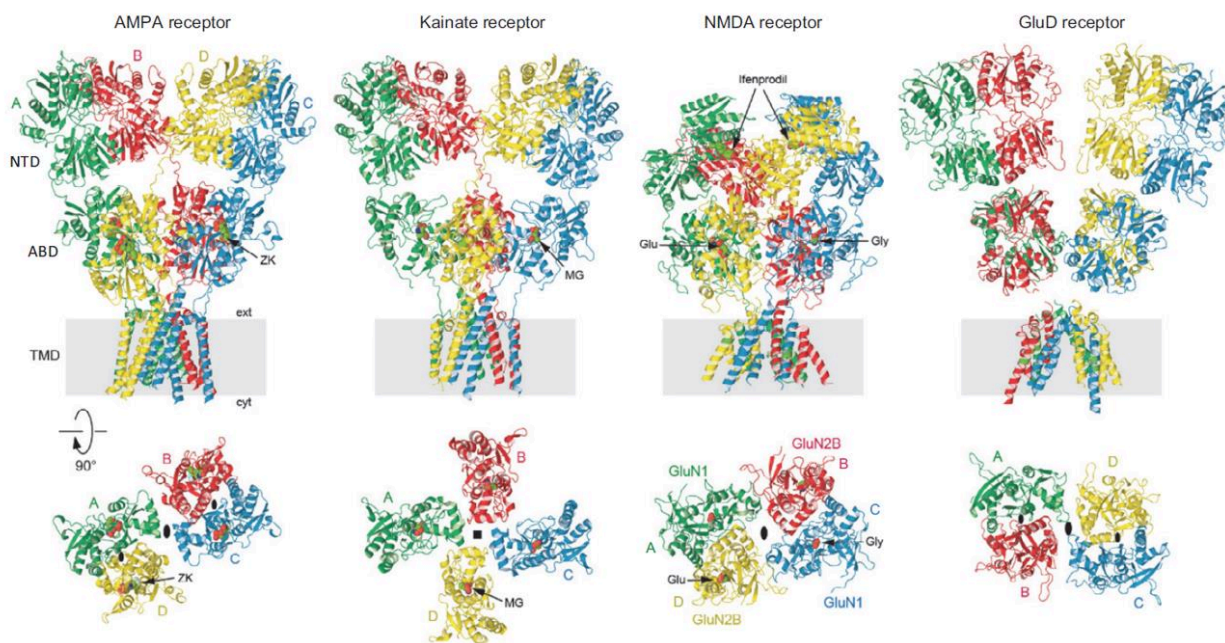 AMPA receptor
Kainate receptor
NMDA receptor
GluD receptor
A
B
D
C
Ifenprodil
NTD
ABD
ZK
MG
Glu
Gly
ext
TMD
cyt
90°
B
A
C
ZK
D
B
A
C
MG
D
GluN2B
GluN1
B
C
A
Gly
Glu
D
GluN1
GluN2B
A
D
B
C